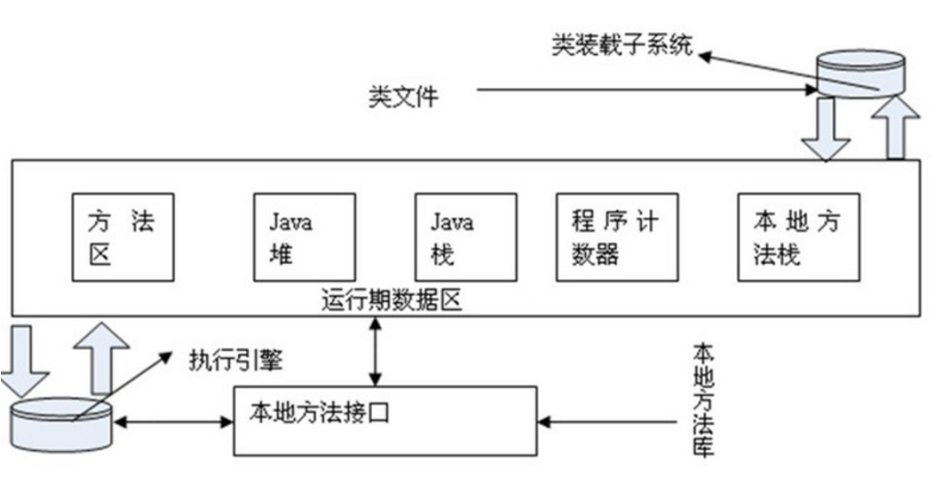 类装载子系统
类文件
方 法
区
Java
堆
Java
栈
程序计
数器
本地方
法栈
运行期数据区
执行引擎
本地方法接口
本地方法库